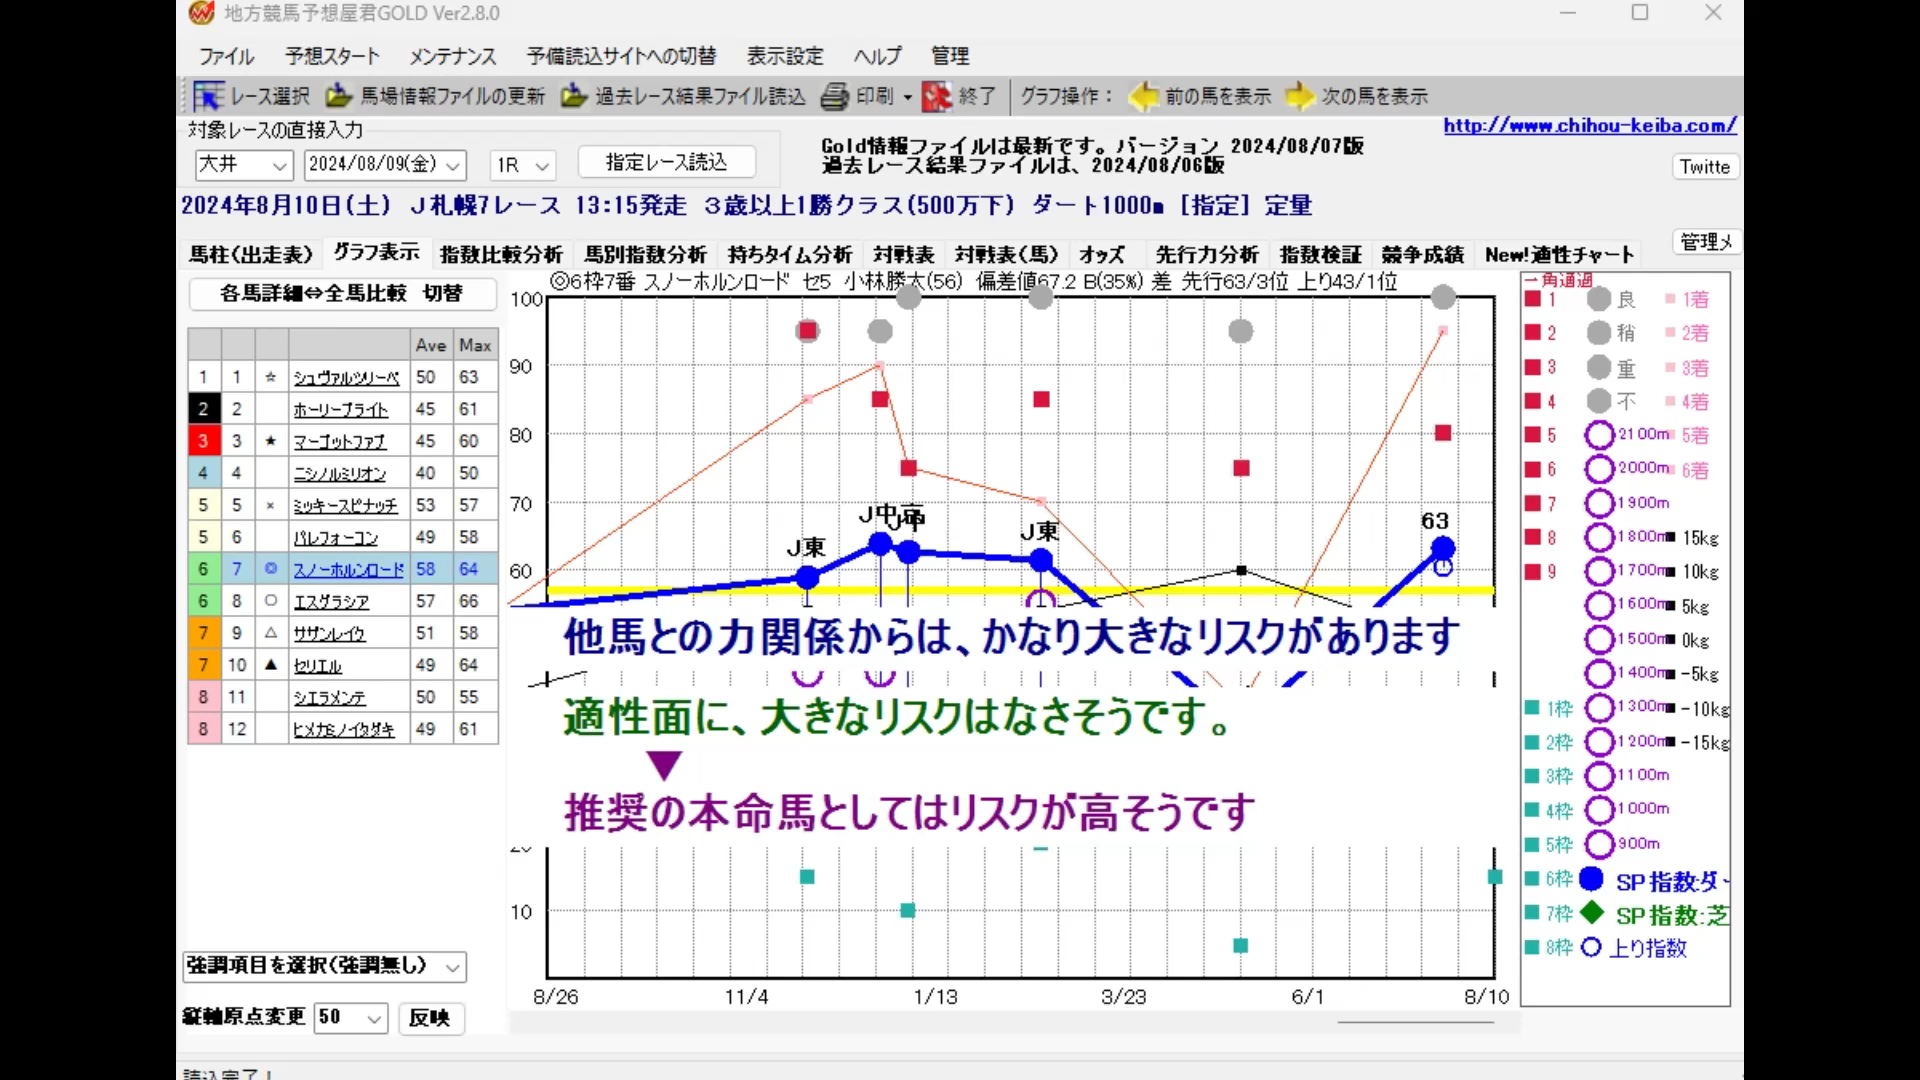 地方競馬予想屋君GOLD Ver2.8.0
ファイル 予想スタート メンテナンス 予備読込サイトへの切替 表示設定 ヘルプ 管理
レース選択 馬場情報ファイルの更新 過去レース結果ファイル読込 印刷 終了 グラフ操作： 前の馬を表示 次の馬を表示
対象レースの直接入力
http://www.chihou-keiba.com/
大井 2024/08/09(金) 1R 指定レース読込
Gold情報ファイルは最新です。バージョン 2024/08/07版
過去レース結果ファイルは、2024/08/06版
Twitte
2024年8月10日(土) Ｊ札幌7レース 13:15発走 ３歳以上1勝クラス(500万下) ダート1000m [指定] 定量
管理メ
馬柱(出走表) グラフ表示 指数比較分析 馬別指数分析 持ちタイム分析 対戦表 対戦表(馬) オッズ 先行力分析 指数検証 競争成績 New!適性チャート
各馬詳細⇔全馬比較 切替
Ave Max
1 1 ☆ シュヴァルツリーベ 50 63
2 2 ホーリーブライト 45 61
3 3 ★ マーゴットファブ 45 60
4 4 ニシノルミリオン 40 50
5 5 × ミッキースピナッチ 53 57
5 6 パレフォーコン 49 58
6 7 ◎ スノーホルンロード 58 64
6 8 ○ エスグラシア 57 66
7 9 △ サザンレイク 51 58
7 10 ▲ セリエル 49 64
8 11 シエラメンテ 50 55
8 12 ヒメカミノイタダキ 49 61
強調項目を選択(強調無し)
縦軸原点変更 50 反映
◎6枠7番 スノーホルンロード セ5 小林勝太(56) 偏差値67.2 B(35%) 差 先行63/3位 上り43/1位
100
90
80
70
60
10
J東
J中
J東
63
他馬との力関係からは、かなり大きなリスクがあります
適性面に、大きなリスクはなさそうです。
▼
推奨の本命馬としてはリスクが高そうです
8/26 11/4 1/13 3/23 6/1 8/10
一角通過
1 良 1着
2 稍 2着
3 重 3着
4 不 4着
5 2100m 5着
6 2000m 6着
7 1900m
8 1800m 15kg
9 1700m 10kg
1600m 5kg
1500m 0kg
1400m -5kg
1枠 1300m -10kg
2枠 1200m -15kg
3枠 1100m
4枠 1000m
5枠 900m
6枠 SP指数:ダ
7枠 SP指数:芝
8枠 上り指数
読込完了！